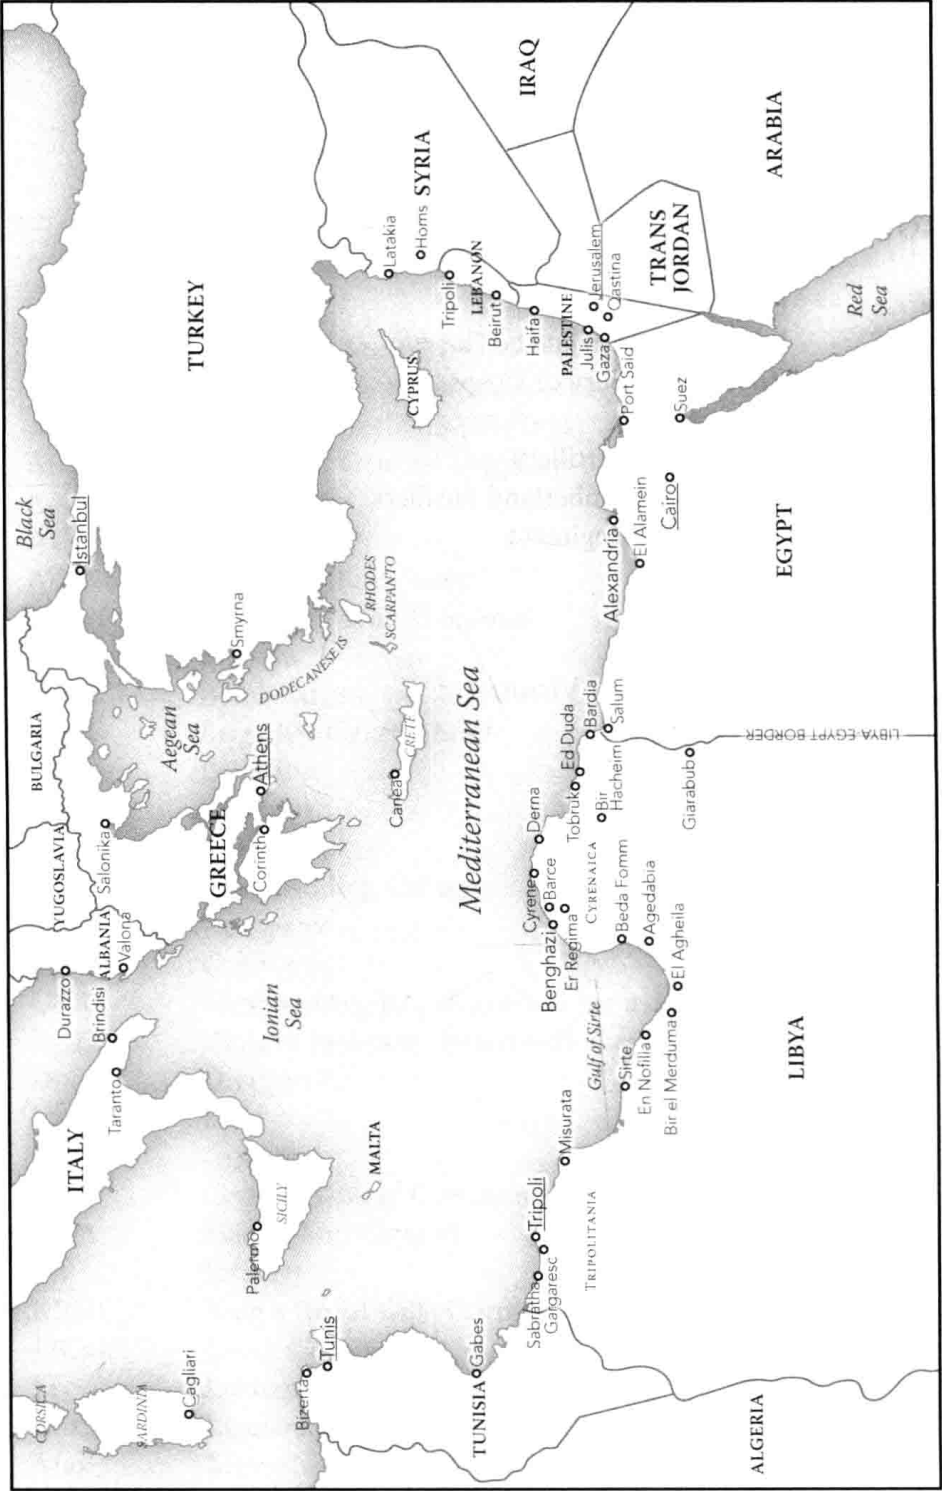 CORSICA
SARDINIA
Cagliari
ITALY
Taranto
Brindisi
Durazzo
ALBANIA
Valona
YUGOSLAVIA
Salonika
BULGARIA
Black
Sea
Istanbul
TURKEY
Smyrna
Aegean
Sea
GREECE
Athens
Corinth
DODECANESE IS
RHODES
SCARPANTO
Canea
CRETE
Ionian
Sea
Palermo
SICILY
MALTA
Bizerta
Tunis
TUNISIA
Gabes
Mediterranean Sea
CYPRUS
Latakia
Homs
SYRIA
Tripoli
LEBANON
Beirut
Haifa
PALESTINE
Julis
Gaza
Jerusalem
Qastina
TRANS
JORDAN
IRAQ
ARABIA
Red
Sea
Port Said
Suez
Cairo
Alexandria
El Alamein
EGYPT
LIBYA-EGYPT BORDER
Bardia
Salum
Ed Duda
Tobruk
Bir
Hacheim
Giarabub
Derna
Cyrene
Barce
Benghazi
Er Regima
CYRENAICA
Beda Fomm
Agedabia
El Agheila
Gulf of Sirte
Sirte
En Nofilia
Bir el Merduma
Misurata
Tripoli
Gargaresc
Sabratha
TRIPOLITANIA
LIBYA
ALGERIA